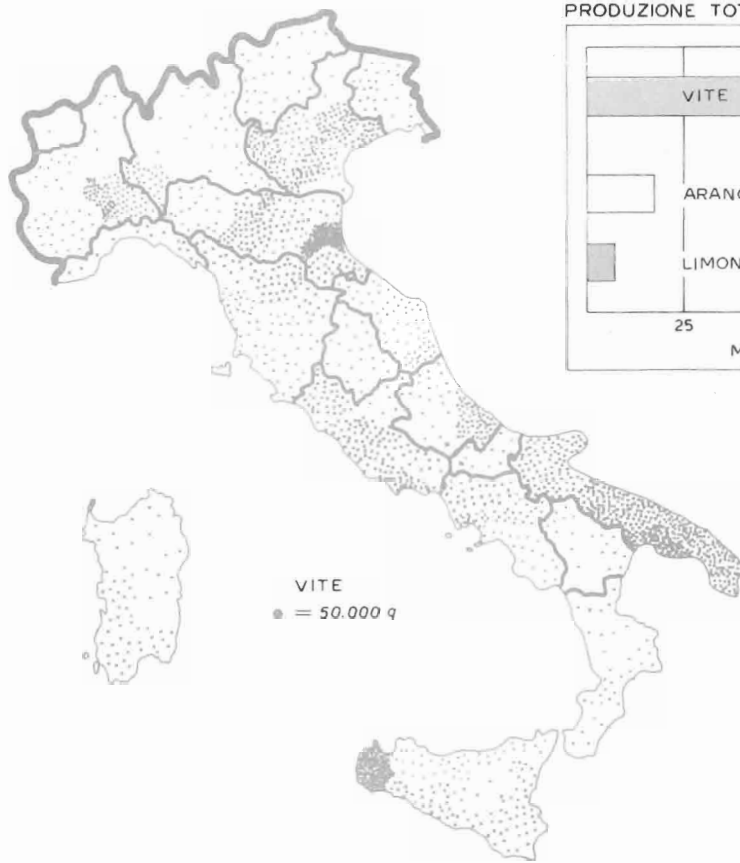 PRODUZIONE TOT
VITE
ARANC
LIMON
25
M
VITE
= 50.000 q